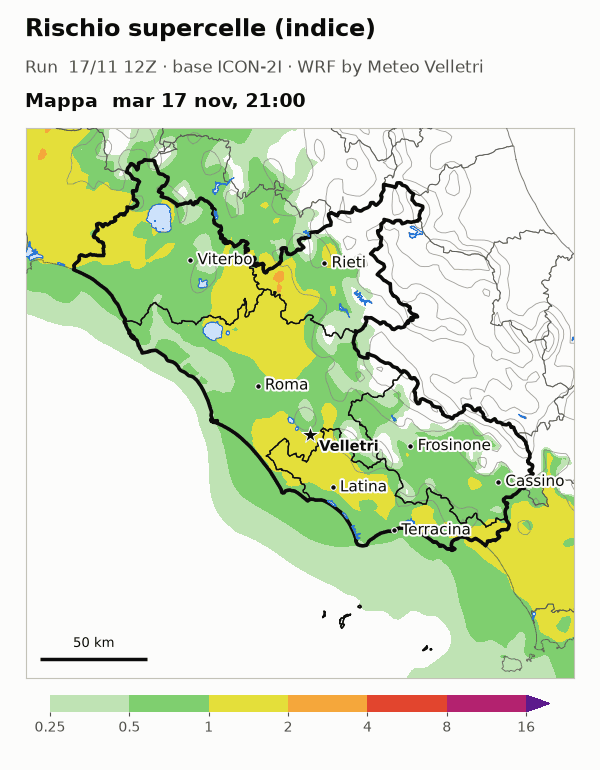 Rischio supercelle (indice)
Run 17/11 12Z · base ICON-2I · WRF by Meteo Velletri
Mappa mar 17 nov, 21:00
Viterbo
Rieti
Roma
Velletri
Frosinone
Cassino
Latina
Terracina
50 km
0.25 0.5 1 2 4 8 16